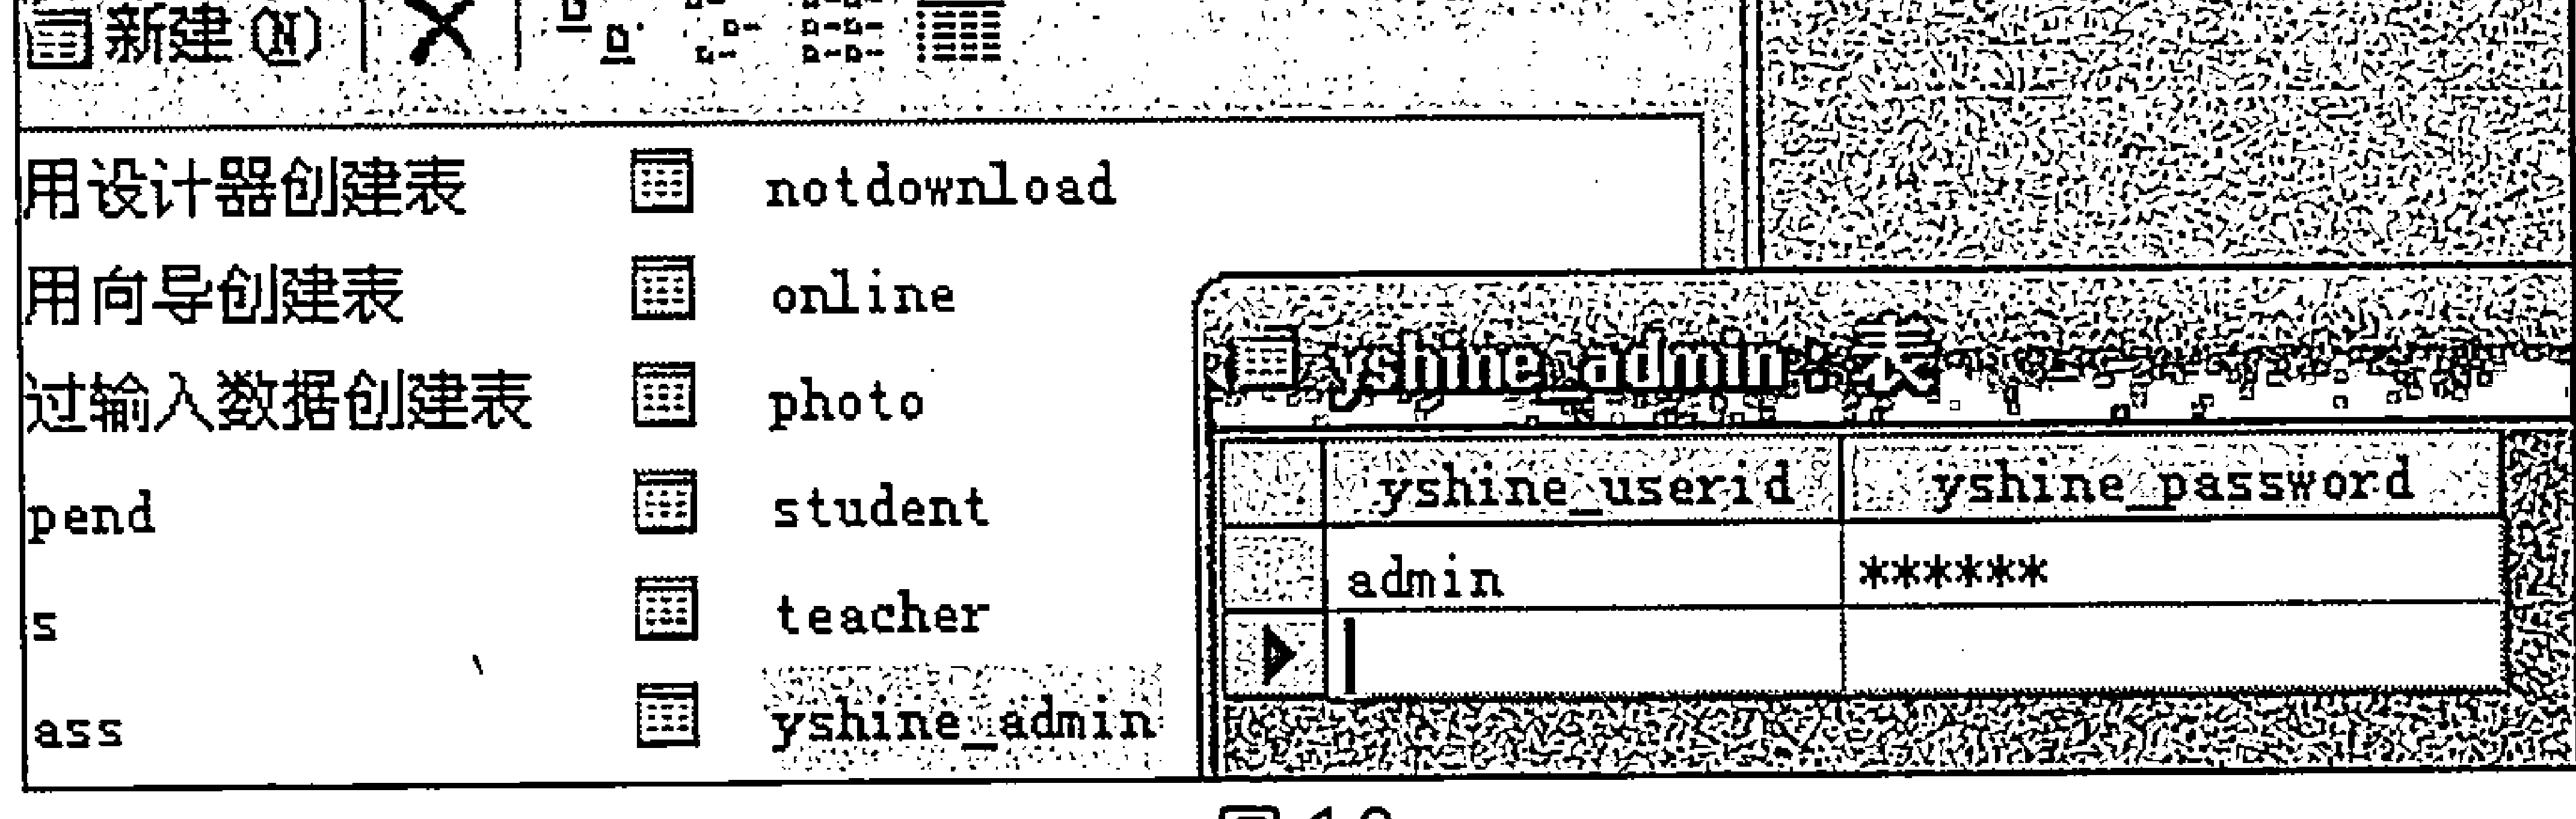 新建(N)
用设计器创建表
用向导创建表
过输入数据创建表
pend
s
ass
notdownload
online
photo
student
teacher
yshine_admin
yshine_admin : 表
yshine_userid yshine_password
admin ******